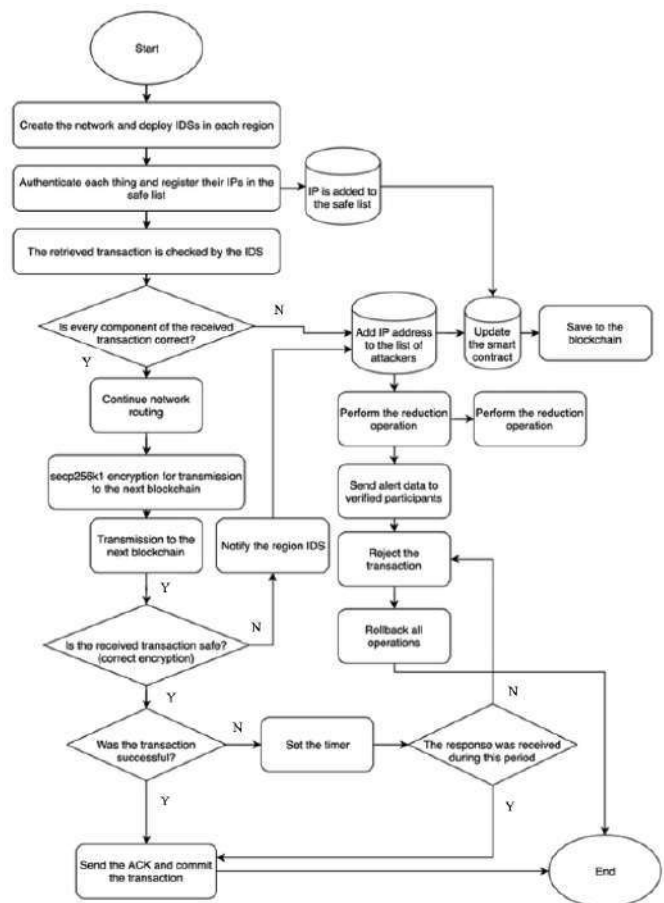 Start
Create the network and deploy IDSs in each region
Authenticate each thing and register their IPs in the
safe list
IP is added to
the safe list
The retrieved transaction is checked by the IDS
Is every component of the received
transaction correct?
N
Y
Add IP address
to the list of
attackers
Update
the smart
contract
Save to the
blockchain
Continue network
routing
Perform the reduction
operation
Perform the reduction
operation
secp256k1 encryption for transmission
to the next blockchain
Send alert data to
verified participants
Transmission to the
next blockchain
Notify the region IDS
Reject the
transaction
Y
N
Is the received transaction safe?
(correct encryption)
Rollback all
operations
Y
N
N
Was the transaction
successful?
Set the timer
The response was received
during this period
Y
Y
Send the ACK and commit
the transaction
End